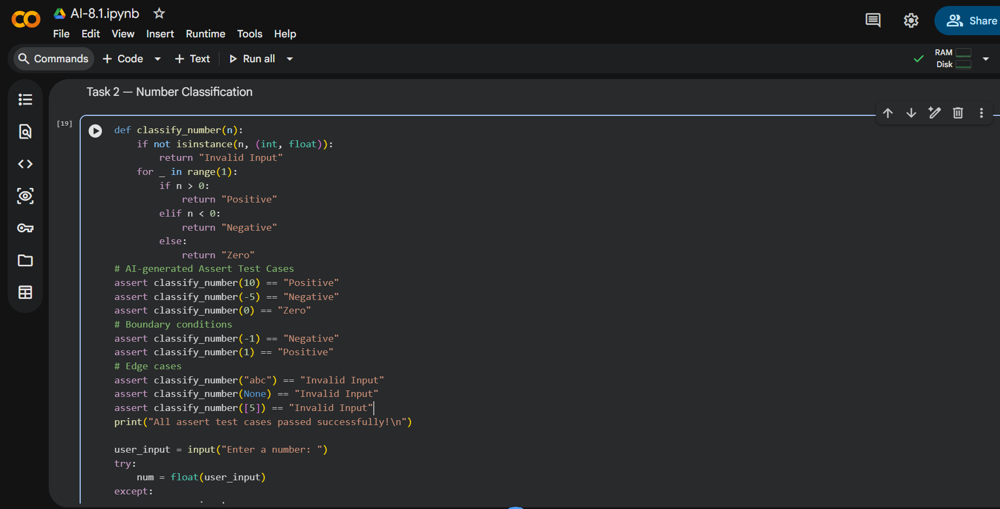 AI-8.1.ipynb
File Edit View Insert Runtime Tools Help
Share
Commands + Code + Text Run all
RAM
Disk
Task 2 — Number Classification
[19]
def classify_number(n):
    if not isinstance(n, (int, float)):
        return "Invalid Input"
    for _ in range(1):
        if n > 0:
            return "Positive"
        elif n < 0:
            return "Negative"
        else:
            return "Zero"
# AI-generated Assert Test Cases
assert classify_number(10) == "Positive"
assert classify_number(-5) == "Negative"
assert classify_number(0) == "Zero"
# Boundary conditions
assert classify_number(-1) == "Negative"
assert classify_number(1) == "Positive"
# Edge cases
assert classify_number("abc") == "Invalid Input"
assert classify_number(None) == "Invalid Input"
assert classify_number([5]) == "Invalid Input"
print("All assert test cases passed successfully!\n")
user_input = input("Enter a number: ")
try:
    num = float(user_input)
except: